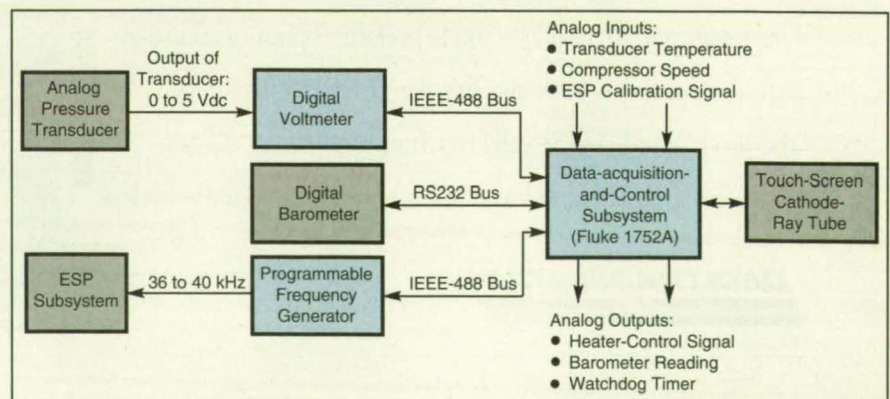 Analog Inputs:
● Transducer Temperature
● Compressor Speed
● ESP Calibration Signal
Output of
Transducer:
0 to 5 Vdc
Analog
Pressure
Transducer
Digital
Voltmeter
IEEE-488 Bus
Digital
Barometer
RS232 Bus
Data-acquisition-
and-Control
Subsystem
(Fluke 1752A)
Touch-Screen
Cathode-
Ray Tube
ESP
Subsystem
36 to 40 kHz
Programmable
Frequency
Generator
IEEE-488 Bus
Analog Outputs:
● Heater-Control Signal
● Barometer Reading
● Watchdog Timer